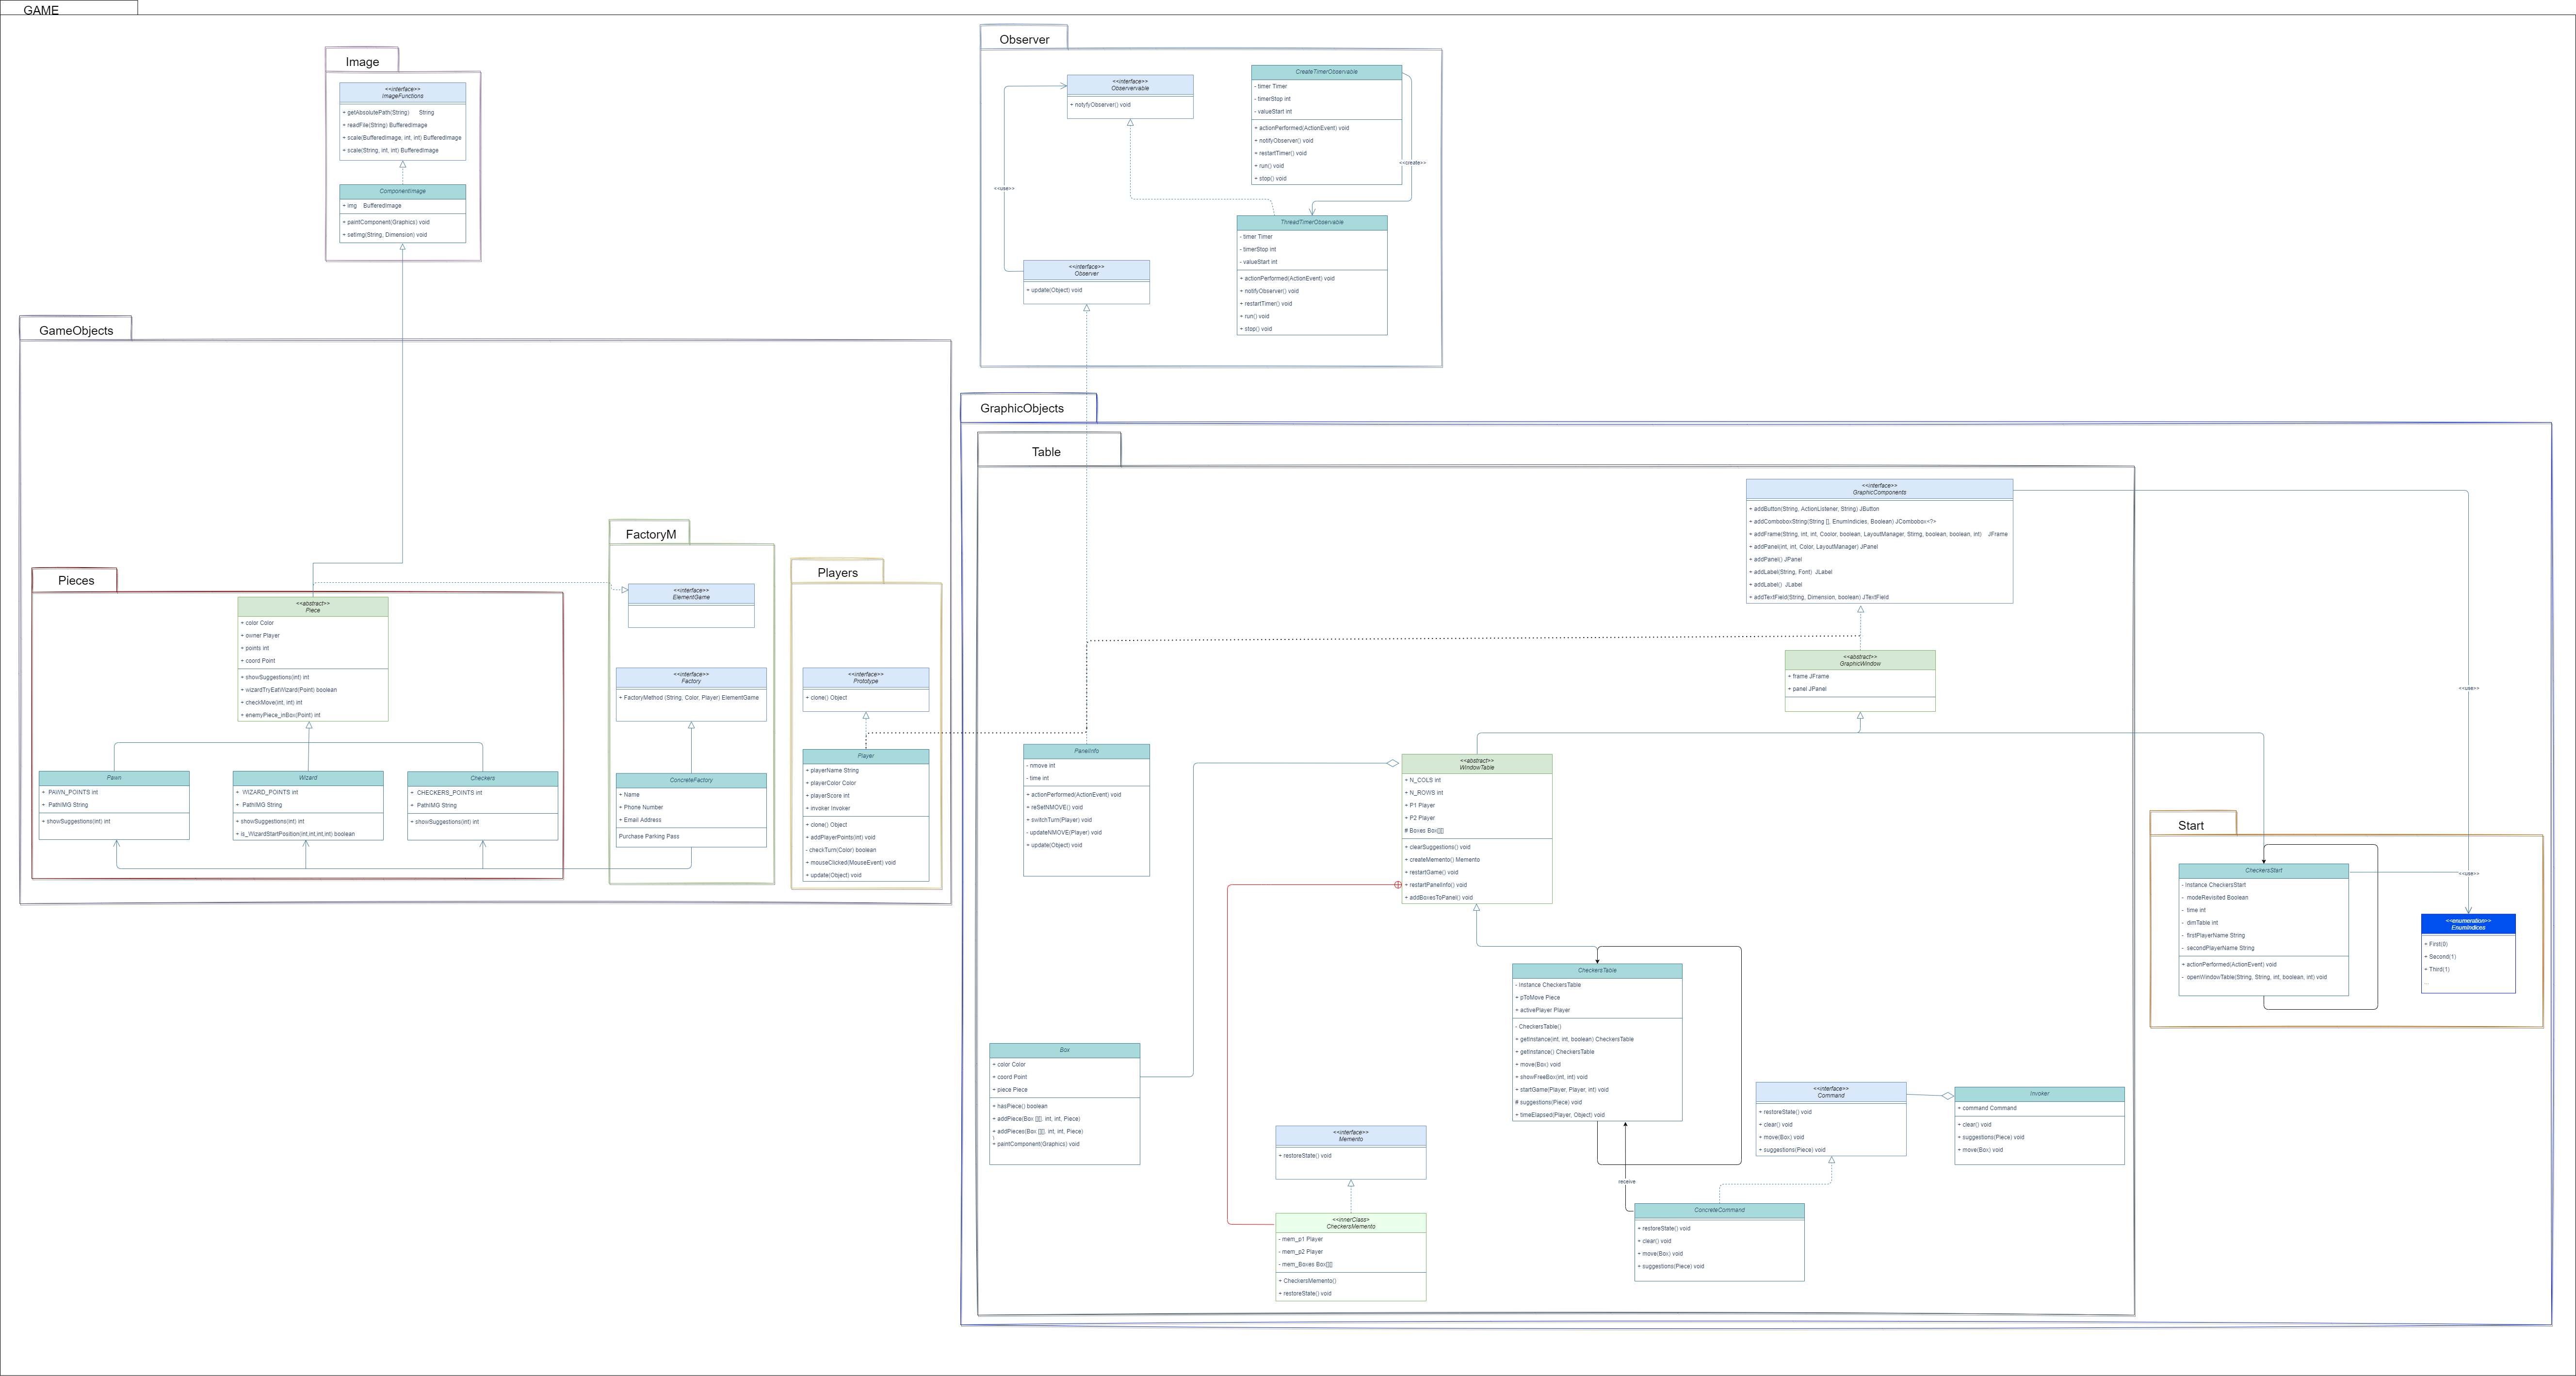 GAME
Image
<<interface>>
ImageFunctions
+ getAbsolutePath(String) String
+ readFile(String) BufferedImage
+ scale(BufferedImage, int, int) BufferedImage
+ scale(String, int, int) BufferedImage
ComponentImage
+ img BufferedImage
+ paintComponent(Graphics) void
+ setImg(String, Dimension) void
Observer
<<interface>>
Observervable
+ notyfyObserver() void
CreateTimerObservable
- timer Timer
- timerStop int
- valueStart int
+ actionPerformed(ActionEvent) void
+ notifyObserver() void
+ restartTimer() void
+ run() void
+ stop() void
<<create>>
<<use>>
ThreadTimerObservable
- timer Timer
- timerStop int
- valueStart int
+ actionPerformed(ActionEvent) void
+ notifyObserver() void
+ restartTimer() void
+ run() void
+ stop() void
<<interface>>
Observer
+ update(Object) void
GameObjects
Pieces
<<abstract>>
Piece
+ color Color
+ owner Player
+ points int
+ coord Point
+ showSuggestions(int) int
+ wizardTryEatWizard(Point) boolean
+ checkMove(int, int) int
+ enemyPiece_inBox(Point) int
Pawn
+ PAWN_POINTS int
+ PathIMG String
+ showSuggestions(int) int
Wizard
+ WIZARD_POINTS int
+ PathIMG String
+ showSuggestions(int) int
+ is_WizardStartPosition(int,int,int,int) boolean
Checkers
+ CHECKERS_POINTS int
+ PathIMG String
+ showSuggestions(int) int
FactoryM
<<interface>>
ElementGame
<<interface>>
Factory
+ FactoryMethod (String, Color, Player) ElementGame
ConcreteFactory
+ Name
+ Phone Number
+ Email Address
Purchase Parking Pass
Players
<<interface>>
Prototype
+ clone() Object
Player
+ playerName String
+ playerColor Color
+ playerScore int
+ invoker Invoker
+ clone() Object
+ addPlayerPoints(int) void
- checkTurn(Color) boolean
+ mouseClicked(MouseEvent) void
+ update(Object) void
GraphicObjects
Table
<<interface>>
GraphicComponents
+ addButton(String, ActionListener, String) JButton
+ addComboboxString(String [], EnumIndicies, Boolean) JCombobox<?>
+ addFrame(String, int, int, Coolor, boolean, LayoutManager, Stirng, boolean, boolean, int) JFrame
+ addPanel(int, int, Color, LayoutManager) JPanel
+ addPanel() JPanel
+ addLabel(String, Font) JLabel
+ addLabel() JLabel
+ addTextField(String, Dimension, boolean) JTextField
<<abstract>>
GraphicWindow
+ frame JFrame
+ panel JPanel
<<use>>
PanelInfo
- nmove int
- time int
+ actionPerformed(ActionEvent) void
+ reSetNMOVE() void
+ switchTurn(Player) void
- updateNMOVE(Player) void
+ update(Object) void
<<abstract>>
WindowTable
+ N_COLS int
+ N_ROWS int
+ P1 Player
+ P2 Player
# Boxes Box[][]
+ clearSuggestions() void
+ createMemento() Memento
+ restartGame() void
+ restartPanelInfo() void
+ addBoxesToPanel() void
CheckersTable
- Instance CheckersTable
+ pToMove Piece
+ activePlayer Player
- CheckersTable()
+ getInstance(int, int, boolean) CheckersTable
+ getInstance() CheckersTable
+ move(Box) void
+ showFreeBox(int, int) void
+ startGame(Player, Player, int) void
# suggestions(Piece) void
+ timeElapsed(Player, Object) void
Box
+ color Color
+ coord Point
+ piece Piece
+ hasPiece() boolean
+ addPiece(Box [][], int, int, Piece)
+ addPieces(Box [][], int, int, Piece)
\
+ paintComponent(Graphics) void
<<interface>>
Memento
+ restoreState() void
<<innerClass>
CheckersMemento
- mem_p1 Player
- mem_p2 Player
- mem_Boxes Box[][]
+ CheckersMemento()
+ restoreState() void
<<interface>>
Command
+ restoreState() void
+ clear() void
+ move(Box) void
+ suggestions(Piece) void
Invoker
+ command Command
+ clear() void
+ suggestions(Piece) void
+ move(Box) void
receive
ConcreteCommand
+ restoreState() void
+ clear() void
+ move(Box) void
+ suggestions(Piece) void
Start
CheckersStart
- Instance CheckersStart
- modeRevisited Boolean
- time int
- dimTable int
- firstPlayerName String
- secondPlayerName String
+ actionPerformed(ActionEvent) void
- openWindowTable(String, String, int, boolean, int) void
<<use>>
<<enumeration>>
EnumIndices
+ First(0)
+ Second(1)
+ Third(1)
...